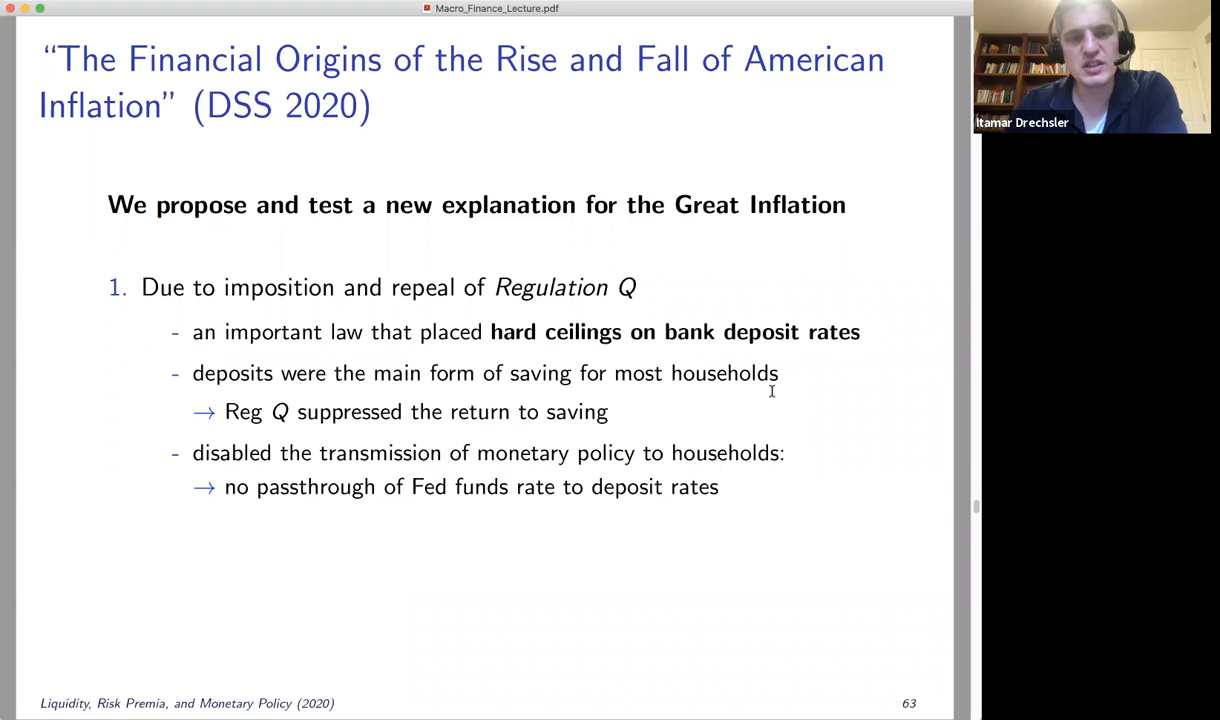 Macro_Finance_Lecture.pdf
“The Financial Origins of the Rise and Fall of American
Inflation” (DSS 2020)
Itamar Drechsler
We propose and test a new explanation for the Great Inflation
1. Due to imposition and repeal of Regulation Q
- an important law that placed hard ceilings on bank deposit rates
- deposits were the main form of saving for most households
→ Reg Q suppressed the return to saving
- disabled the transmission of monetary policy to households:
→ no passthrough of Fed funds rate to deposit rates
Liquidity, Risk Premia, and Monetary Policy (2020)
63